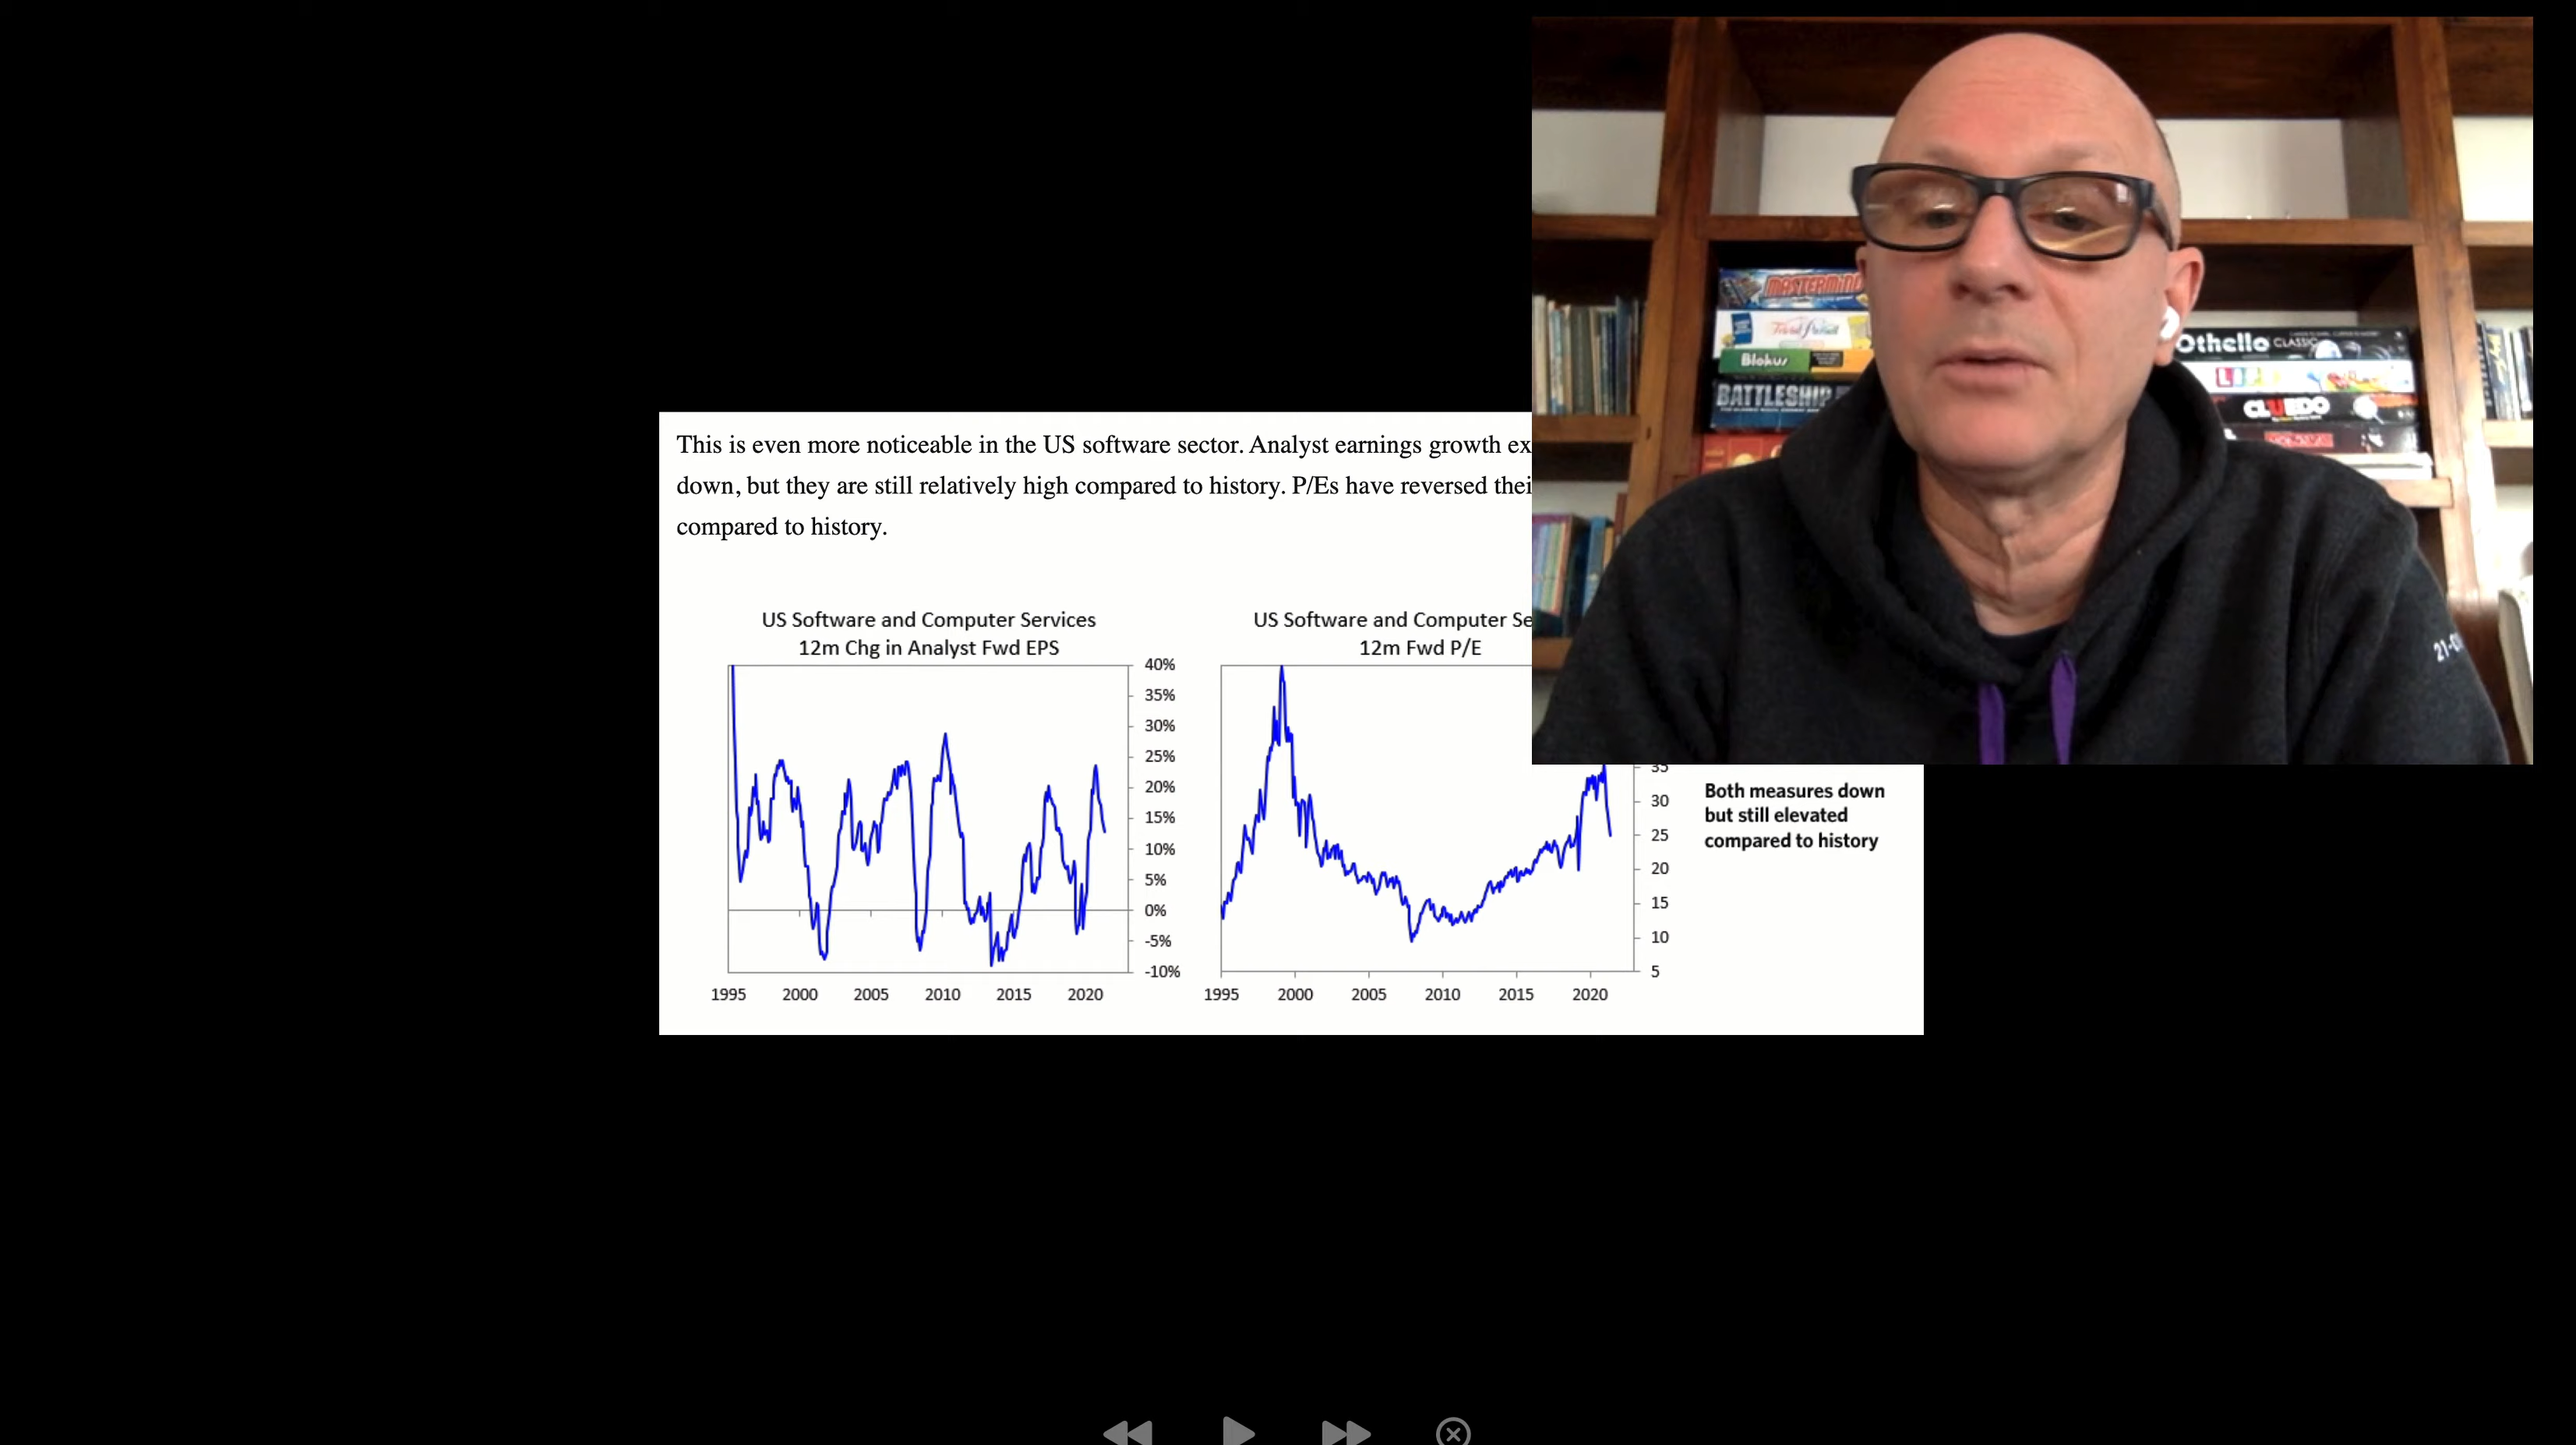 This is even more noticeable in the US software sector. Analyst earnings growth ex
down, but they are still relatively high compared to history. P/Es have reversed thei
compared to history.
US Software and Computer Services
12m Chg in Analyst Fwd EPS
40%
35%
30%
25%
20%
15%
10%
5%
0%
-5%
-10%
1995 2000 2005 2010 2015 2020
US Software and Computer Se
12m Fwd P/E
35
30
25
20
15
10
5
1995 2000 2005 2010 2015 2020
Both measures down
but still elevated
compared to history
MASTERMIND
Blokus
BATTLESHIP
Othello CLASSIC
CLUEDO